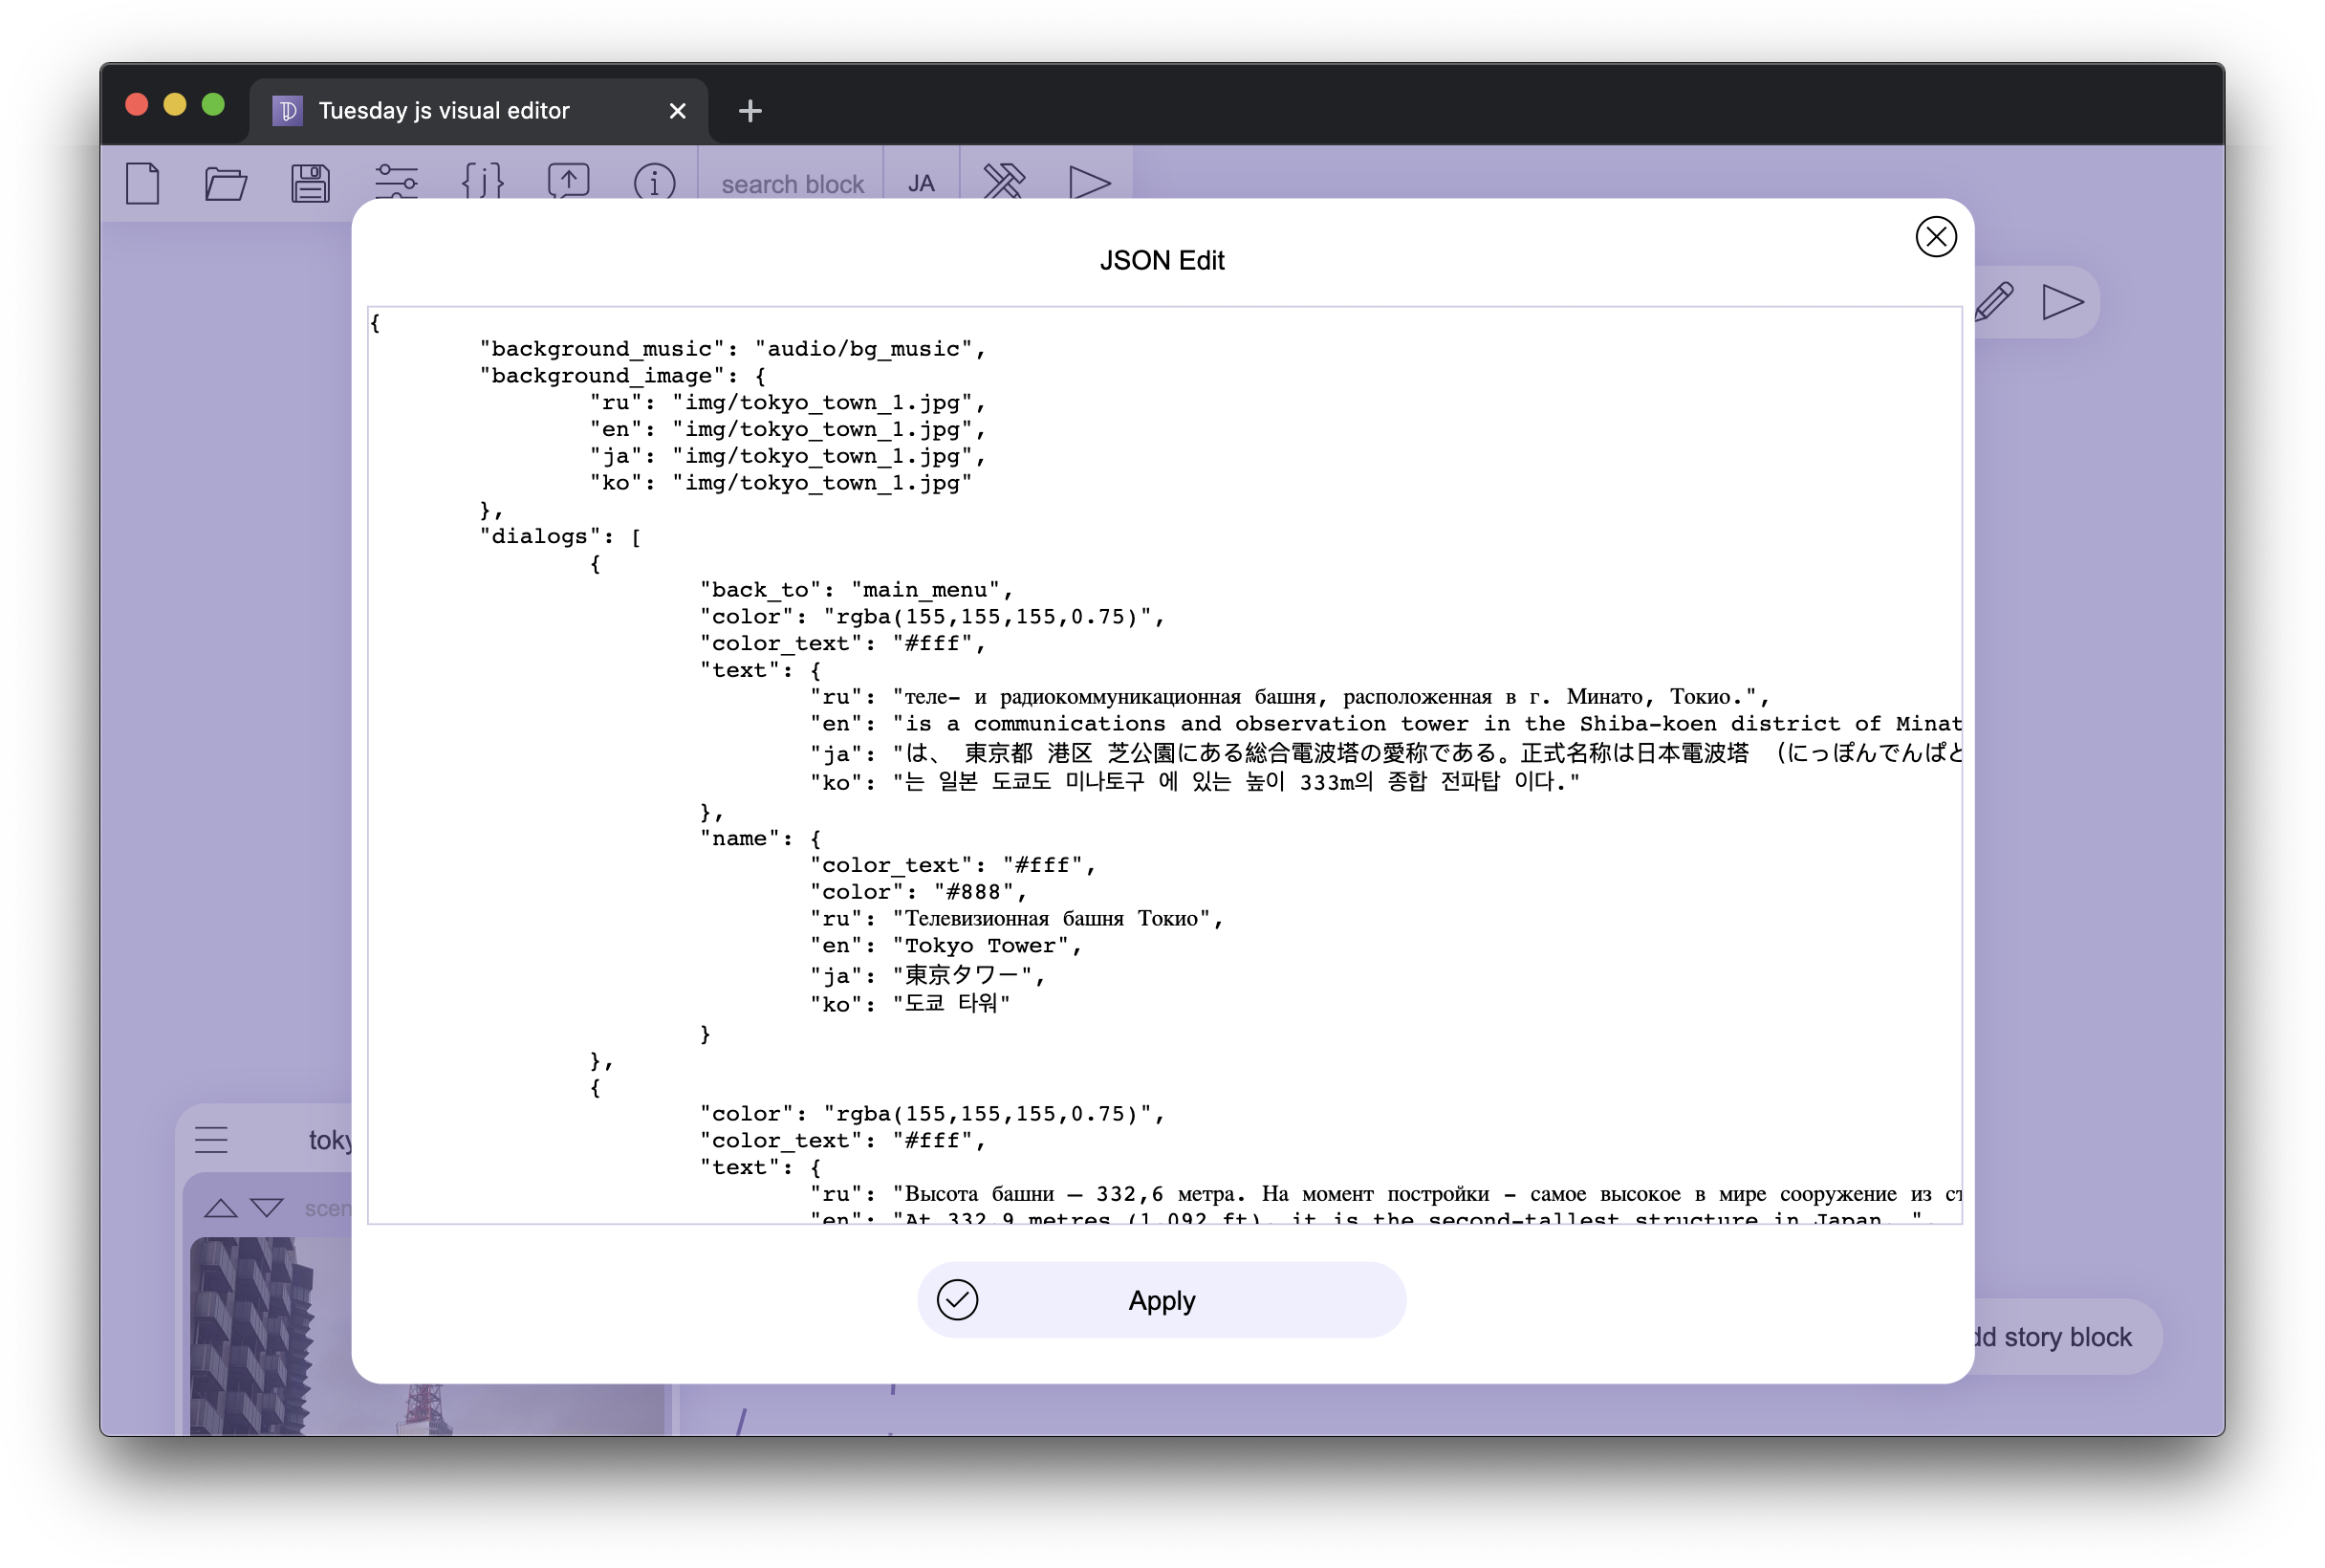 Tuesday js visual editor
search block
JA
JSON Edit
{
"background_music": "audio/bg_music",
"background_image": {
"ru": "img/tokyo_town_1.jpg",
"en": "img/tokyo_town_1.jpg",
"ja": "img/tokyo_town_1.jpg",
"ko": "img/tokyo_town_1.jpg"
},
"dialogs": [
{
"back_to": "main_menu",
"color": "rgba(155,155,155,0.75)",
"color_text": "#fff",
"text": {
"ru": "теле- и радиокоммуникационная башня, расположенная в г. Минато, Токио.",
"en": "is a communications and observation tower in the Shiba-koen district of Minat
"ja": "は、 東京都 港区 芝公園にある総合電波塔の愛称である。正式名称は日本電波塔 （にっぽんでんぱと
"ko": "는 일본 도쿄도 미나토구 에 있는 높이 333m의 종합 전파탑 이다."
},
"name": {
"color_text": "#fff",
"color": "#888",
"ru": "Телевизионная башня Токио",
"en": "Tokyo Tower",
"ja": "東京タワー",
"ko": "도쿄 타워"
}
},
{
"color": "rgba(155,155,155,0.75)",
"color_text": "#fff",
"text": {
"ru": "Высота башни — 332,6 метра. На момент постройки - самое высокое в мире сооружение из ст
"en": "At 332.9 metres (1,092 ft), it is the second-tallest structure in Japan. ",
Apply
toky
scen
dd story block